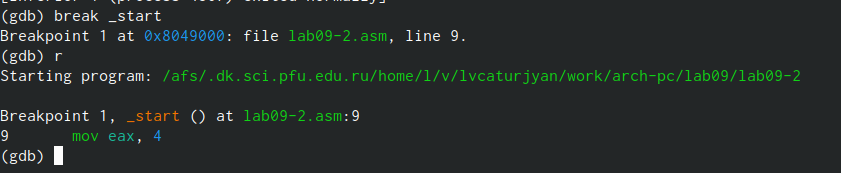 (gdb) break _start
Breakpoint 1 at 0x8049000: file lab09-2.asm, line 9.
(gdb) r
Starting program: /afs/.dk.sci.pfu.edu.ru/home/l/v/lvcaturjyan/work/arch-pc/lab09/lab09-2
Breakpoint 1, _start () at lab09-2.asm:9
9       mov eax, 4
(gdb)